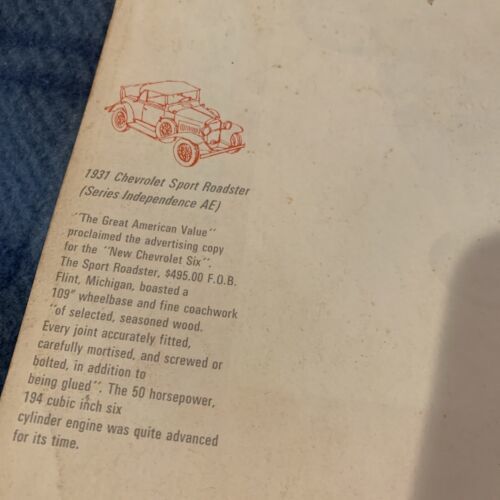 1931 Chevrolet Sport Roadster
(Series Independence AE)
"The Great American Value"
proclaimed the advertising copy
for the "New Chevrolet Six".
The Sport Roadster, $495.00 F.O.B.
Flint, Michigan, boasted a
109" wheelbase and fine coachwork
"of selected, seasoned wood.
Every joint accurately fitted,
carefully mortised, and screwed or
bolted, in addition to
being glued". The 50 horsepower,
194 cubic inch six
cylinder engine was quite advanced
for its time.